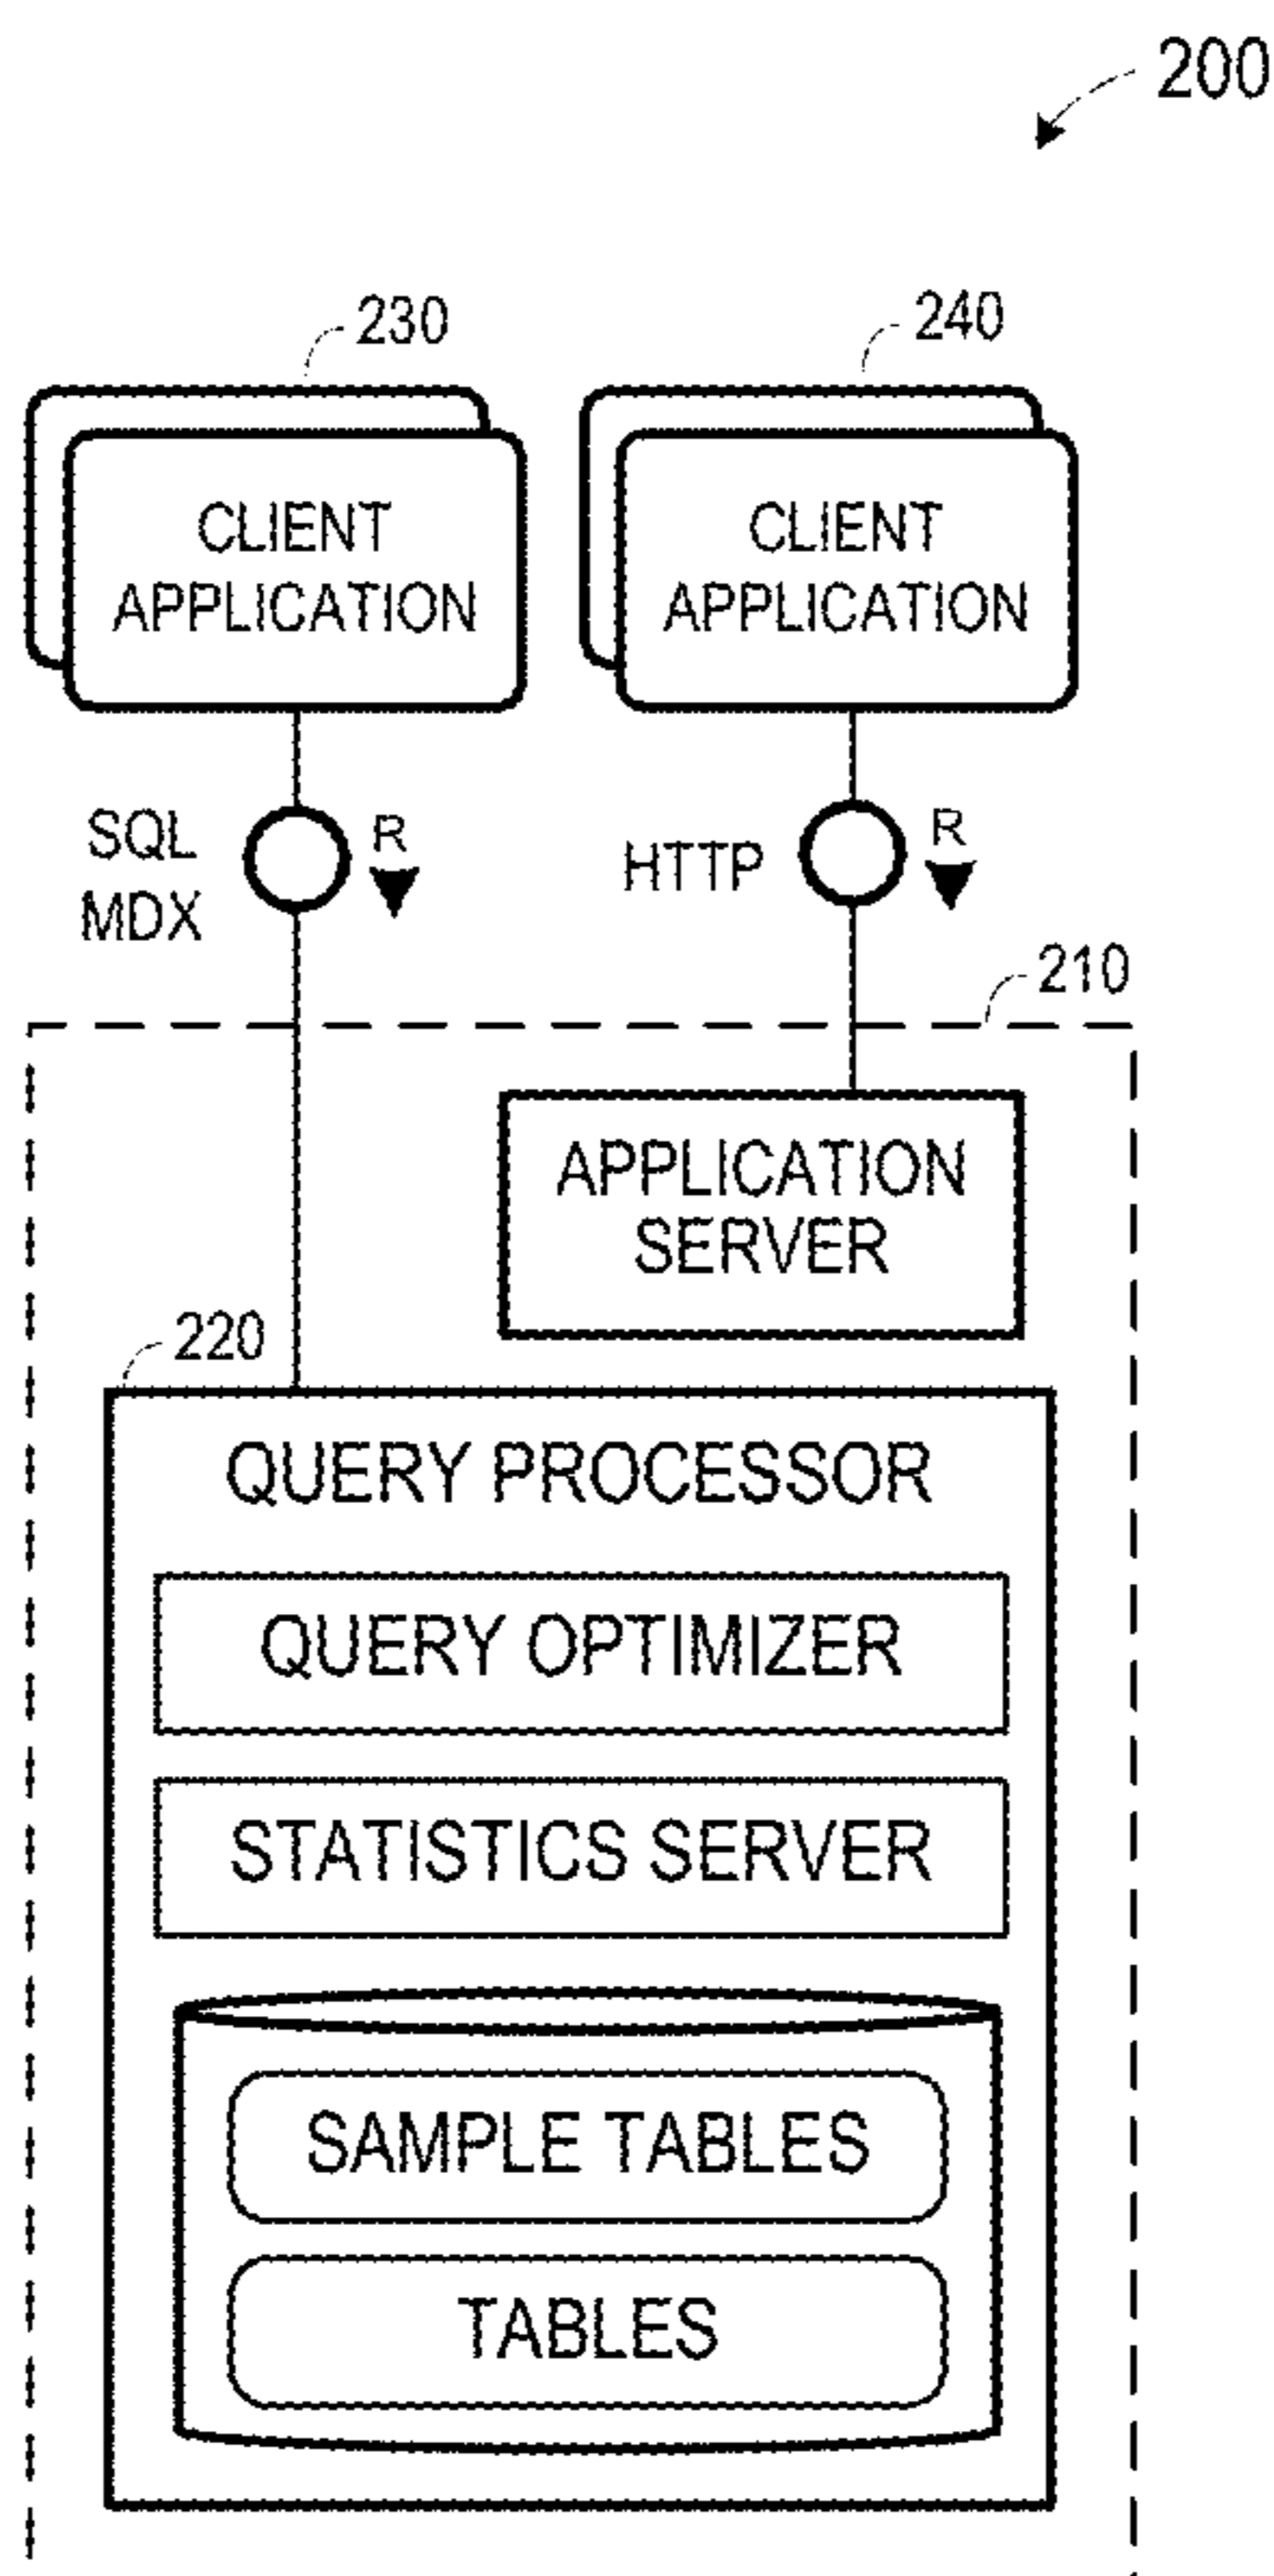 200
230
240
CLIENT
APPLICATION
CLIENT
APPLICATION
SQL
MDX
R
HTTP
R
210
APPLICATION
SERVER
220
QUERY PROCESSOR
QUERY OPTIMIZER
STATISTICS SERVER
SAMPLE TABLES
TABLES